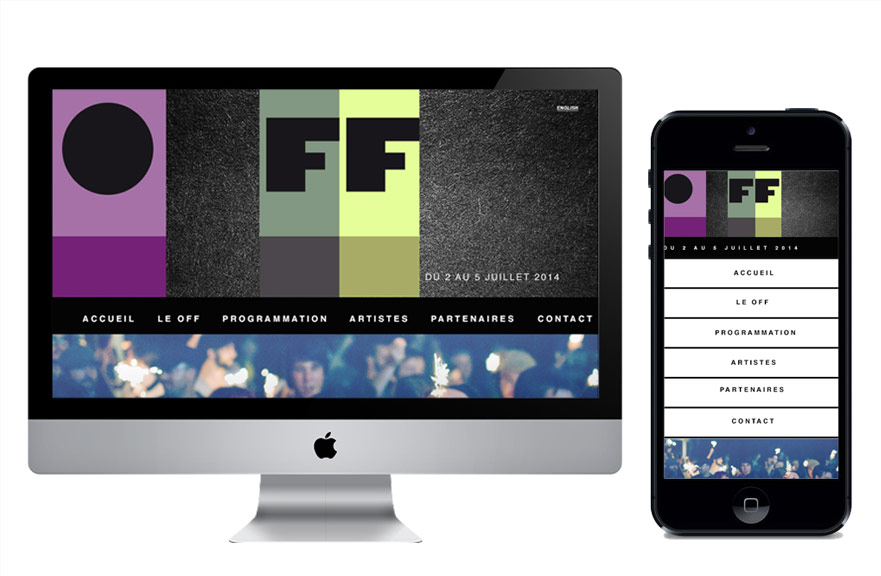 ENGLISH
FF
DU 2 AU 5 JUILLET 2014
ACCUEIL LE OFF PROGRAMMATION ARTISTES PARTENAIRES CONTACT
FF
DU 2 AU 5 JUILLET 2014
ACCUEIL
LE OFF
PROGRAMMATION
ARTISTES
PARTENAIRES
CONTACT